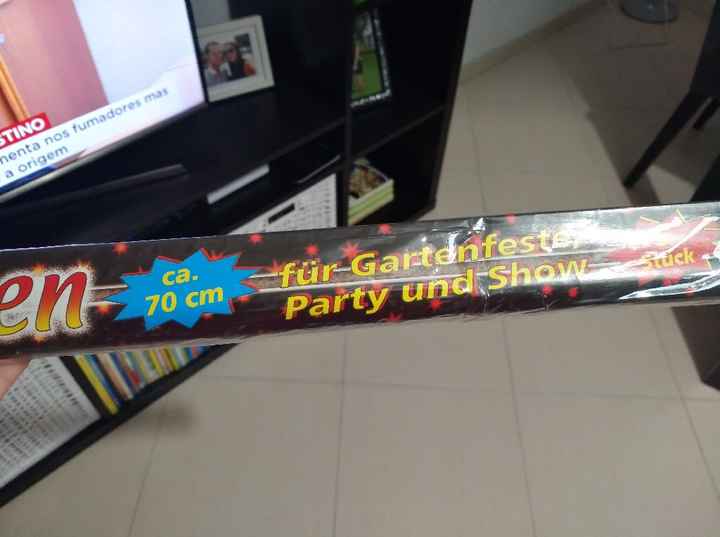 STINO
menta nos fumadores mas
a origem
en
ca.
70 cm
für Gartenfeste
Party und Show
Stück